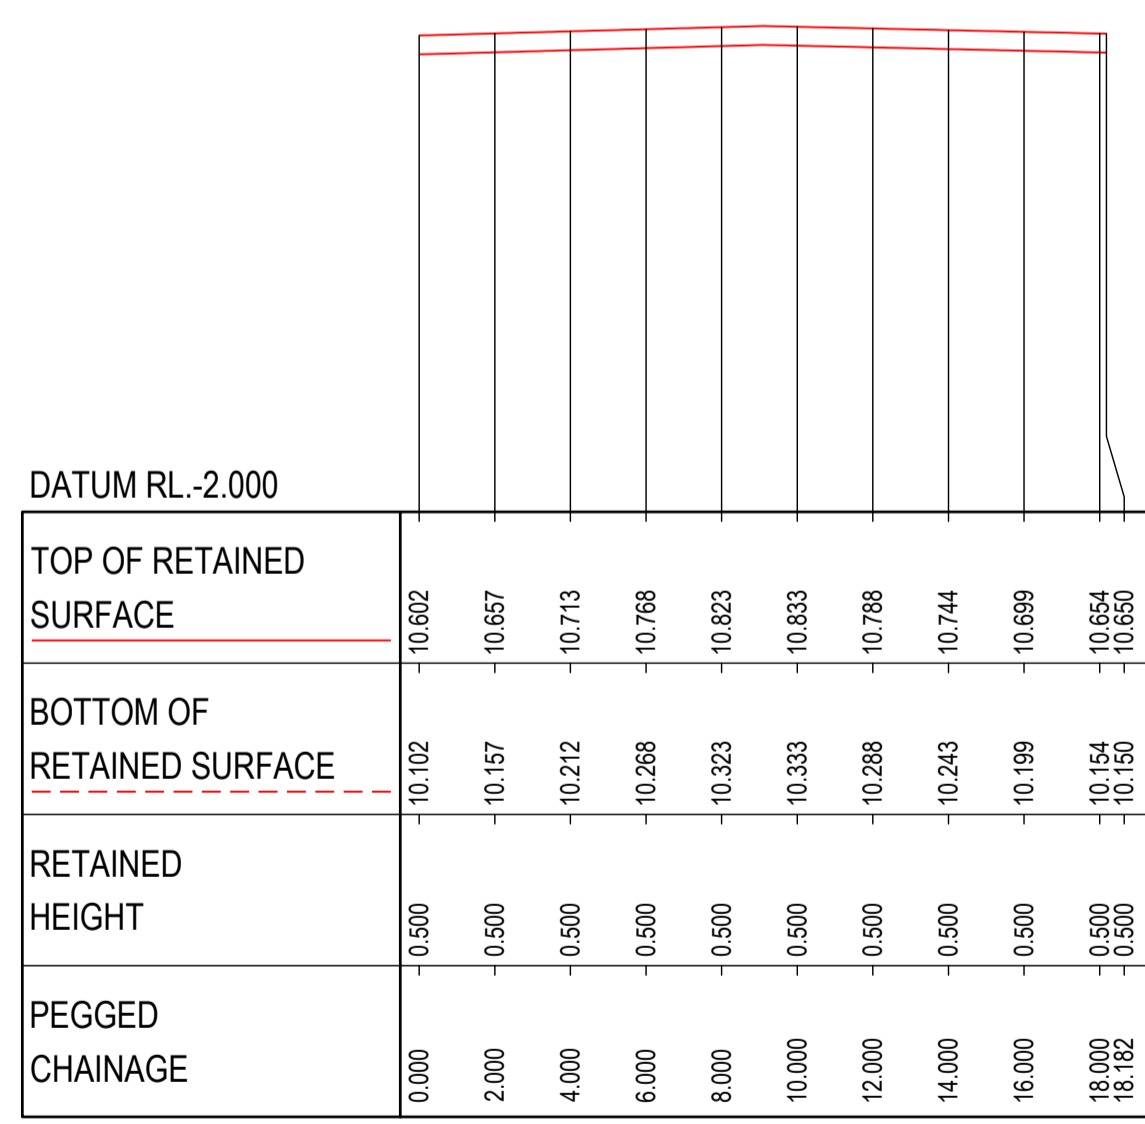 DATUM RL.-2.000
TOP OF RETAINED
SURFACE
10.602 10.657 10.713 10.768 10.823 10.833 10.788 10.744 10.699 10.654 10.650
BOTTOM OF
RETAINED SURFACE
10.102 10.157 10.212 10.268 10.323 10.333 10.288 10.243 10.199 10.154 10.150
RETAINED
HEIGHT
0.500 0.500 0.500 0.500 0.500 0.500 0.500 0.500 0.500 0.500 0.500
PEGGED
CHAINAGE
0.000 2.000 4.000 6.000 8.000 10.000 12.000 14.000 16.000 18.000 18.182